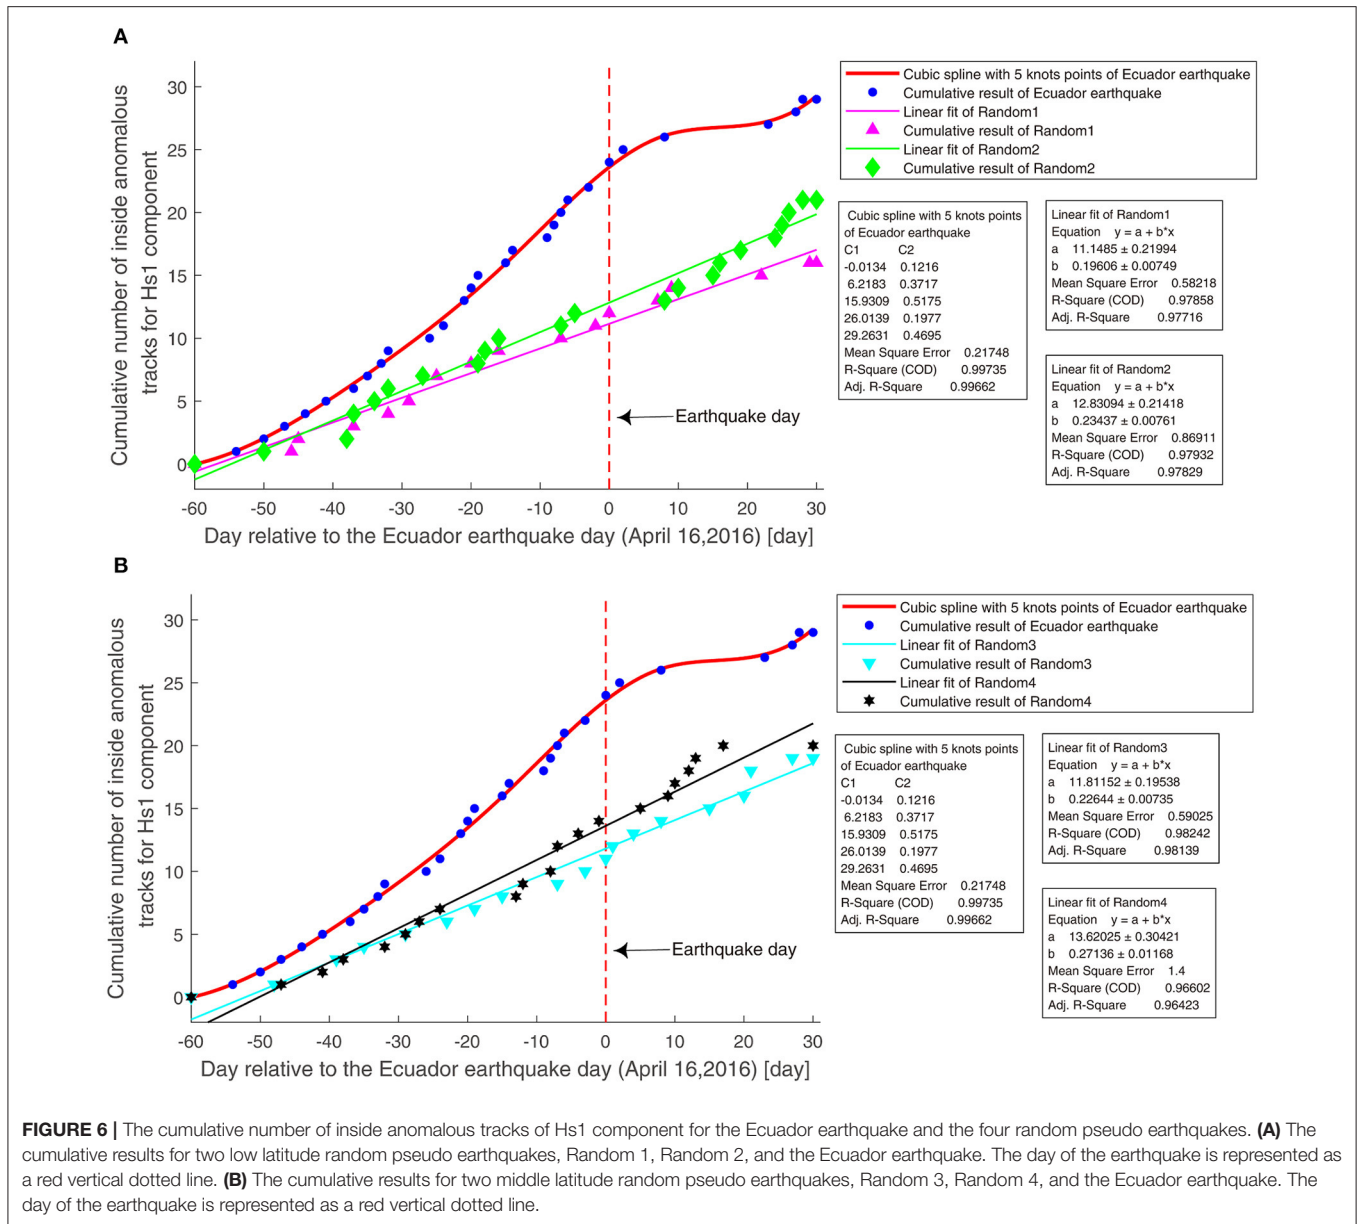 A
Cumulative number of inside anomalous
tracks for Hs1 component
30
25
20
15
10
5
0
-60 -50 -40 -30 -20 -10 0 10 20 30
Day relative to the Ecuador earthquake day (April 16,2016) [day]
Earthquake day
Cubic spline with 5 knots points of Ecuador earthquake
Cumulative result of Ecuador earthquake
Linear fit of Random1
Cumulative result of Random1
Linear fit of Random2
Cumulative result of Random2
Cubic spline with 5 knots points
of Ecuador earthquake
C1 C2
-0.0134 0.1216
6.2183 0.3717
15.9309 0.5175
26.0139 0.1977
29.2631 0.4695
Mean Square Error 0.21748
R-Square (COD) 0.99735
Adj. R-Square 0.99662
Linear fit of Random1
Equation y = a + b*x
a 11.1485 ± 0.21994
b 0.19606 ± 0.00749
Mean Square Error 0.58218
R-Square (COD) 0.97858
Adj. R-Square 0.97716
Linear fit of Random2
Equation y = a + b*x
a 12.83094 ± 0.21418
b 0.23437 ± 0.00761
Mean Square Error 0.86911
R-Square (COD) 0.97932
Adj. R-Square 0.97829
B
Cumulative number of inside anomalous
tracks for Hs1 component
30
25
20
15
10
5
0
-60 -50 -40 -30 -20 -10 0 10 20 30
Day relative to the Ecuador earthquake day (April 16,2016) [day]
Earthquake day
Cubic spline with 5 knots points of Ecuador earthquake
Cumulative result of Ecuador earthquake
Linear fit of Random3
Cumulative result of Random3
Linear fit of Random4
Cumulative result of Random4
Cubic spline with 5 knots points
of Ecuador earthquake
C1 C2
-0.0134 0.1216
6.2183 0.3717
15.9309 0.5175
26.0139 0.1977
29.2631 0.4695
Mean Square Error 0.21748
R-Square (COD) 0.99735
Adj. R-Square 0.99662
Linear fit of Random3
Equation y = a + b*x
a 11.81152 ± 0.19538
b 0.22644 ± 0.00735
Mean Square Error 0.59025
R-Square (COD) 0.98242
Adj. R-Square 0.98139
Linear fit of Random4
Equation y = a + b*x
a 13.62025 ± 0.30421
b 0.27136 ± 0.01168
Mean Square Error 1.4
R-Square (COD) 0.96602
Adj. R-Square 0.96423
FIGURE 6 | The cumulative number of inside anomalous tracks of Hs1 component for the Ecuador earthquake and the four random pseudo earthquakes. (A) The
cumulative results for two low latitude random pseudo earthquakes, Random 1, Random 2, and the Ecuador earthquake. The day of the earthquake is represented as
a red vertical dotted line. (B) The cumulative results for two middle latitude random pseudo earthquakes, Random 3, Random 4, and the Ecuador earthquake. The
day of the earthquake is represented as a red vertical dotted line.